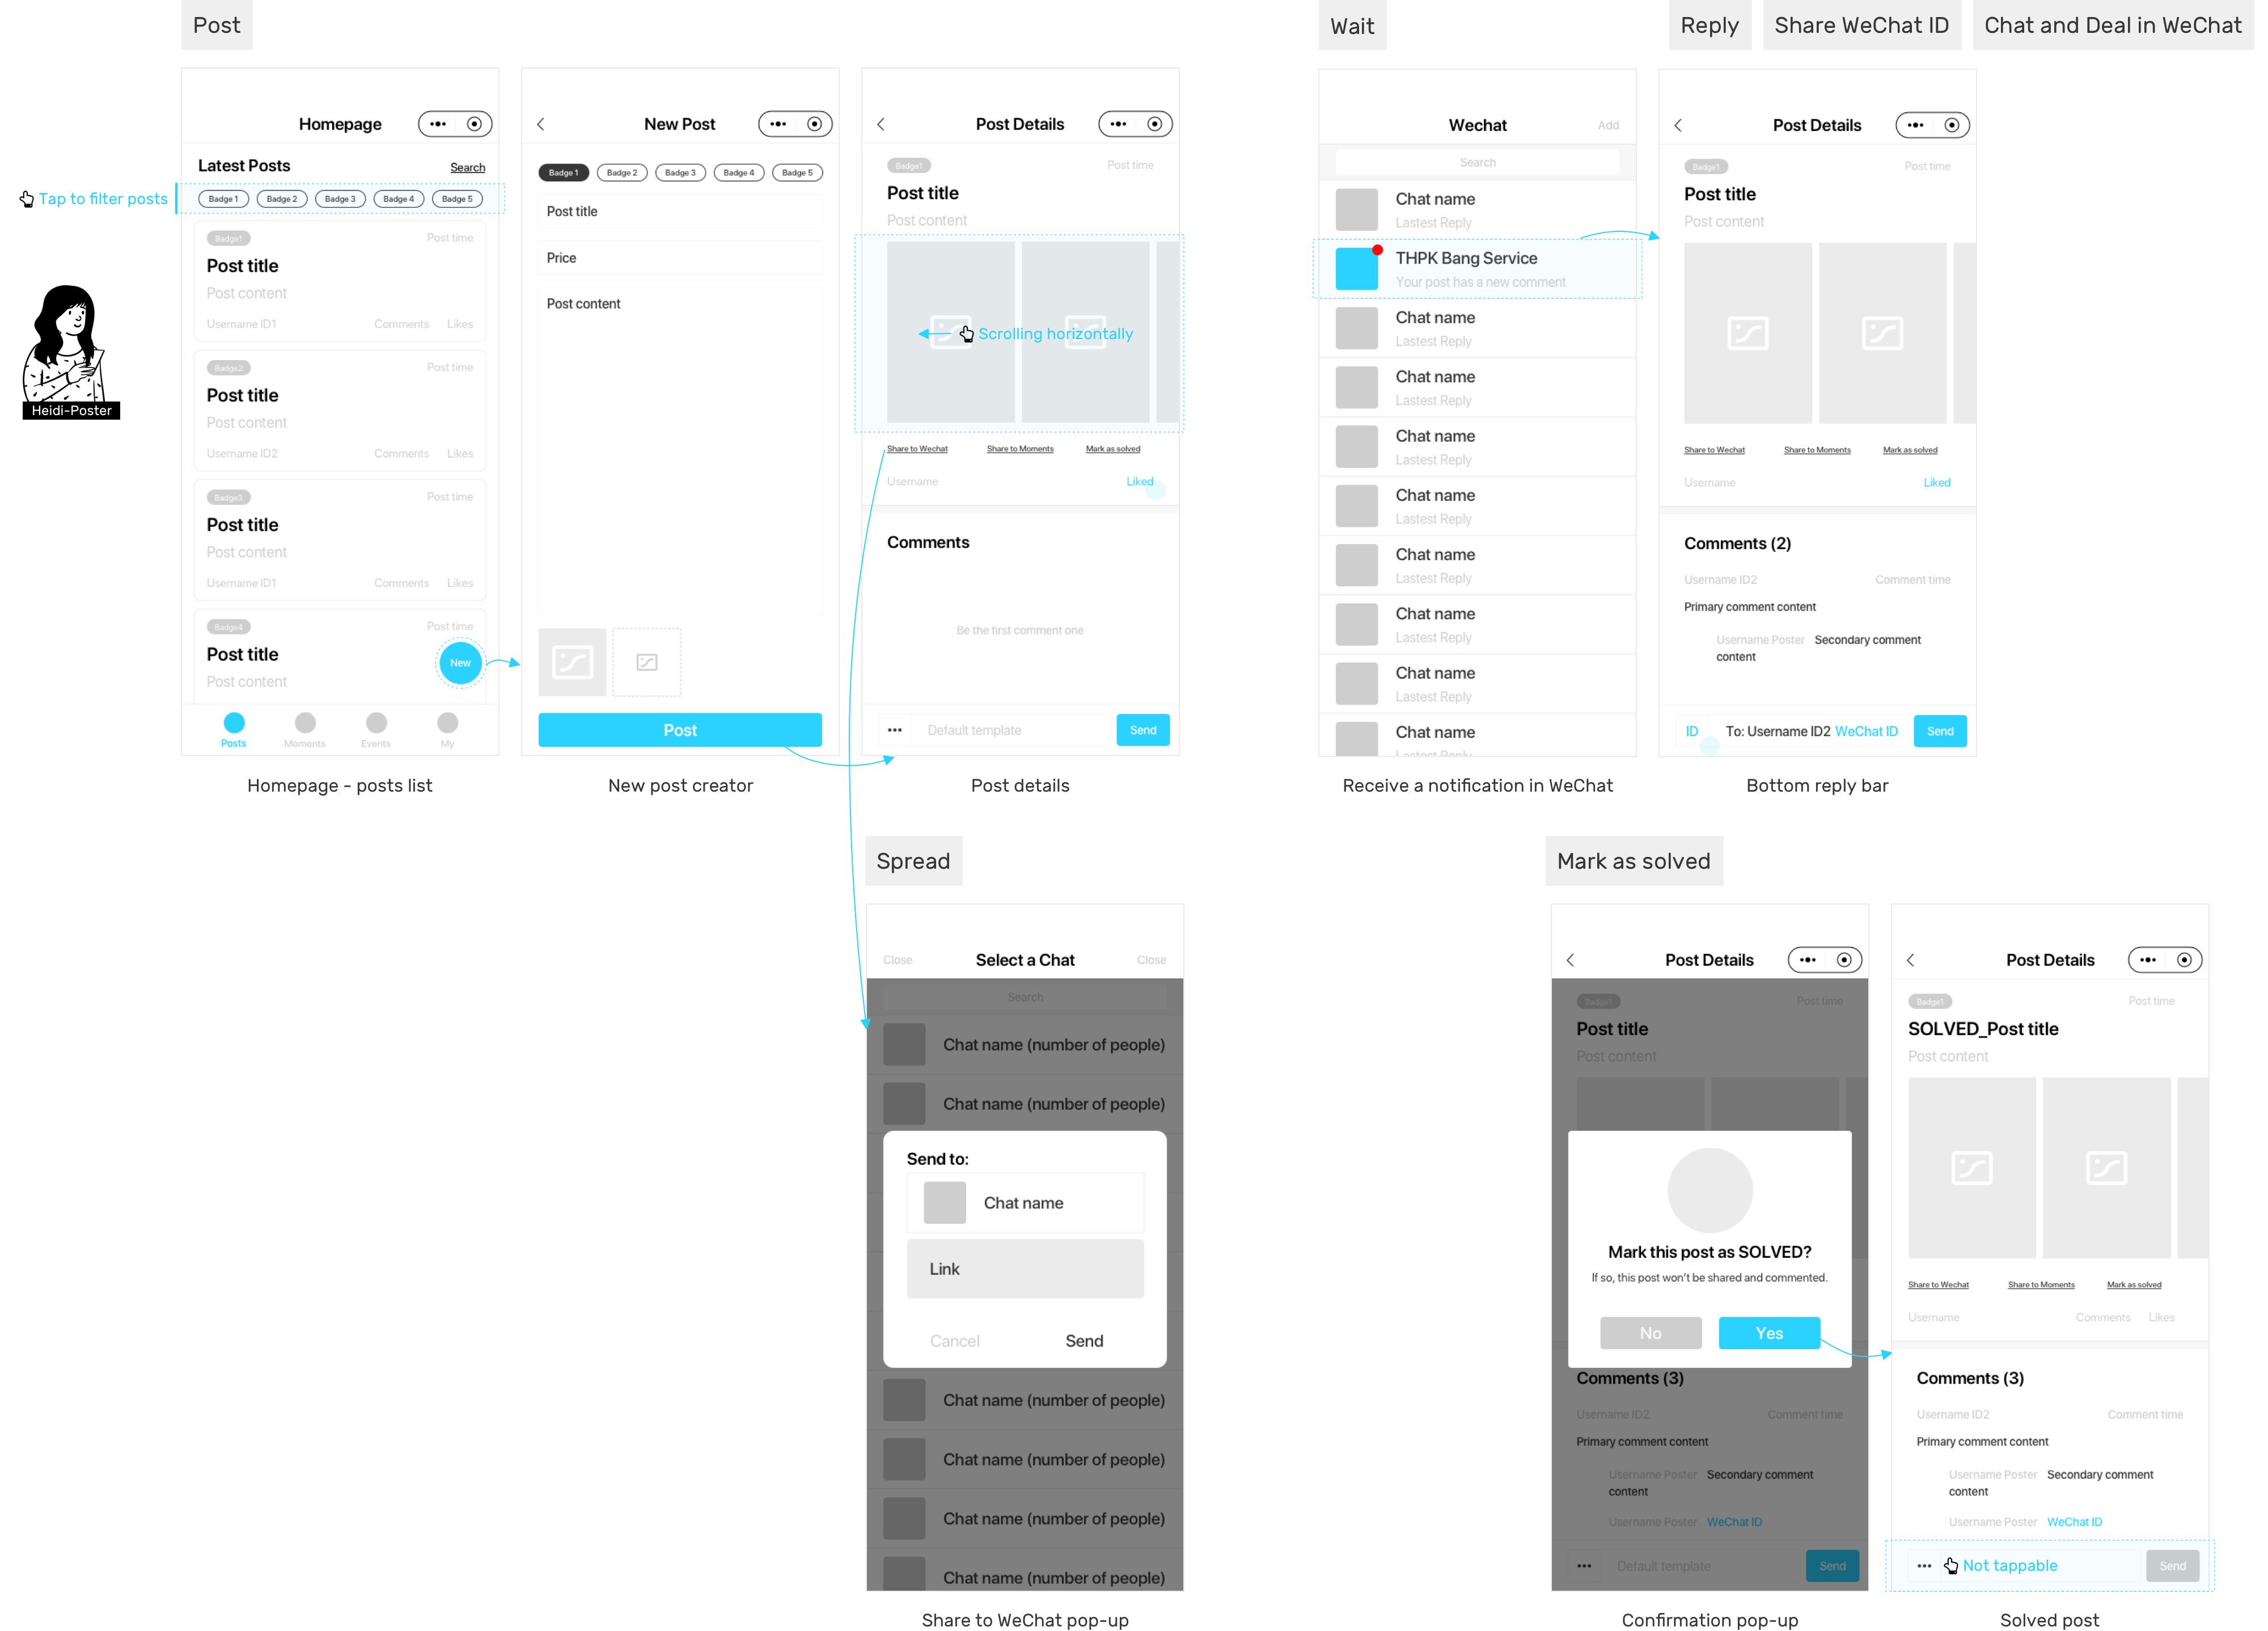 Post
Homepage
Latest Posts
Search
Tap to filter posts
Badge 1
Badge 2
Badge 3
Badge 4
Badge 5
Badge1
Post time
Post title
Post content
Username ID1
Comments
Likes
Badge2
Post time
Post title
Post content
Username ID2
Comments
Likes
Badge3
Post time
Post title
Post content
Username ID1
Comments
Likes
Badge4
Post time
Post title
Post content
New
Posts
Moments
Events
My
Homepage - posts list
Heidi-Poster
New Post
Badge 1
Badge 2
Badge 3
Badge 4
Badge 5
Post title
Price
Post content
Post
New post creator
Post Details
Badge1
Post time
Post title
Post content
Scrolling horizontally
Share to Wechat
Share to Moments
Mark as solved
Username
Liked
Comments
Be the first comment one
Default template
Send
Post details
Wait
Wechat
Add
Search
Chat name
Lastest Reply
THPK Bang Service
Your post has a new comment
Chat name
Lastest Reply
Chat name
Lastest Reply
Chat name
Lastest Reply
Chat name
Lastest Reply
Chat name
Lastest Reply
Chat name
Lastest Reply
Chat name
Lastest Reply
Chat name
Lastest Reply
Receive a notification in WeChat
Reply
Share WeChat ID
Chat and Deal in WeChat
Post Details
Badge1
Post time
Post title
Post content
Share to Wechat
Share to Moments
Mark as solved
Username
Liked
Comments (2)
Username ID2
Comment time
Primary comment content
Username Poster Secondary comment
content
ID
To: Username ID2 WeChat ID
Send
Bottom reply bar
Spread
Close
Select a Chat
Close
Search
Chat name (number of people)
Chat name (number of people)
Send to:
Chat name
Link
Cancel
Send
Chat name (number of people)
Chat name (number of people)
Chat name (number of people)
Chat name (number of people)
Share to WeChat pop-up
Mark as solved
Post Details
Badge1
Post time
Post title
Post content
Mark this post as SOLVED?
If so, this post won't be shared and commented.
No
Yes
Comments (3)
Username ID2
Comment time
Primary comment content
Username Poster Secondary comment
content
Username Poster WeChat ID
Default template
Send
Confirmation pop-up
Post Details
Badge1
Post time
SOLVED_Post title
Post content
Share to Wechat
Share to Moments
Mark as solved
Username
Comments
Likes
Comments (3)
Username ID2
Comment time
Primary comment content
Username Poster Secondary comment
content
Username Poster WeChat ID
Not tappable
Send
Solved post